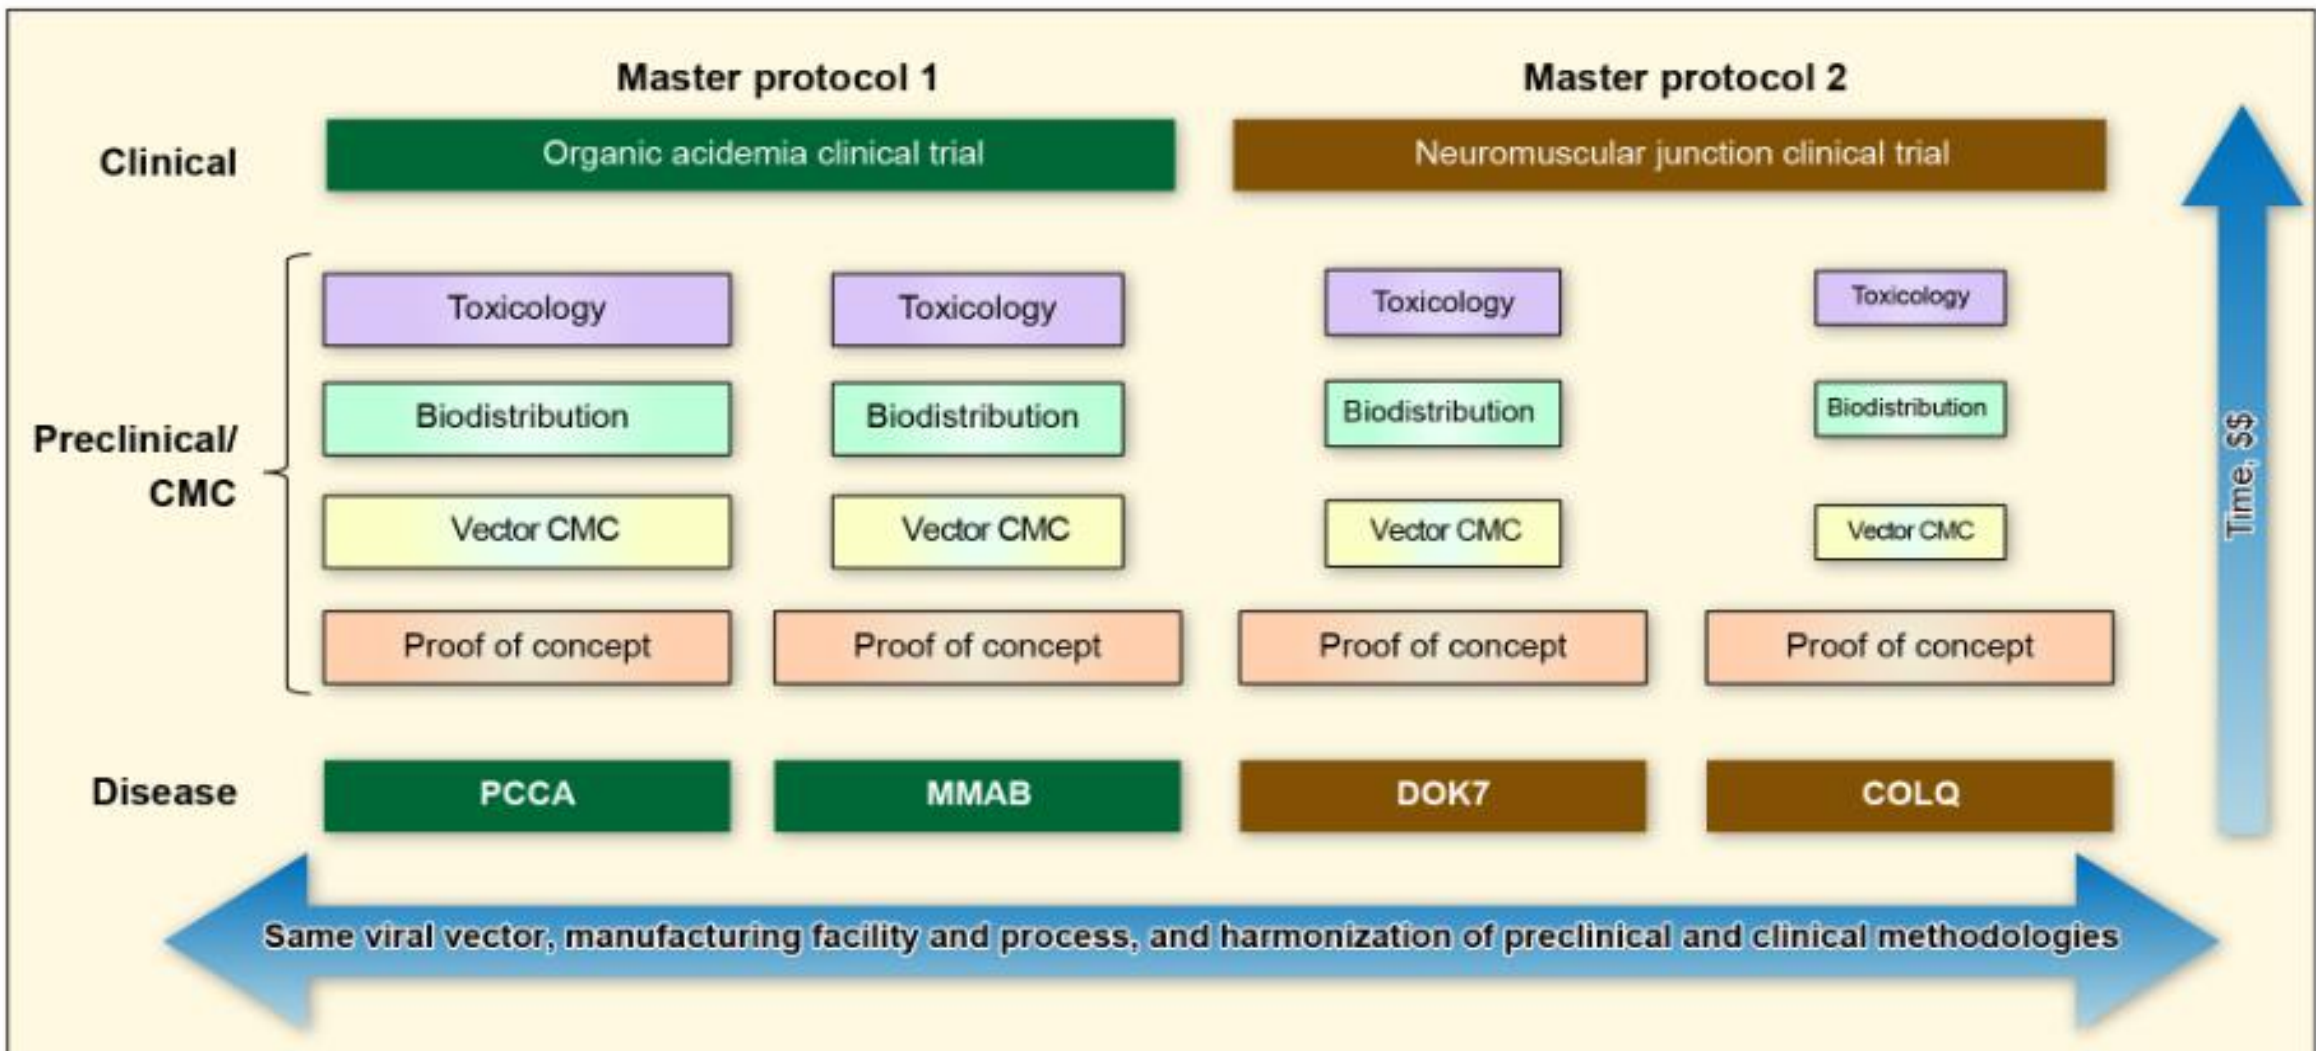 Master protocol 1
Master protocol 2
Clinical
Organic acidemia clinical trial
Neuromuscular junction clinical trial
Toxicology
Toxicology
Toxicology
Toxicology
Biodistribution
Biodistribution
Biodistribution
Biodistribution
Preclinical/
CMC
Vector CMC
Vector CMC
Vector CMC
Vector CMC
Proof of concept
Proof of concept
Proof of concept
Proof of concept
Time, $$
Disease
PCCA
MMAB
DOK7
COLQ
Same viral vector, manufacturing facility and process, and harmonization of preclinical and clinical methodologies